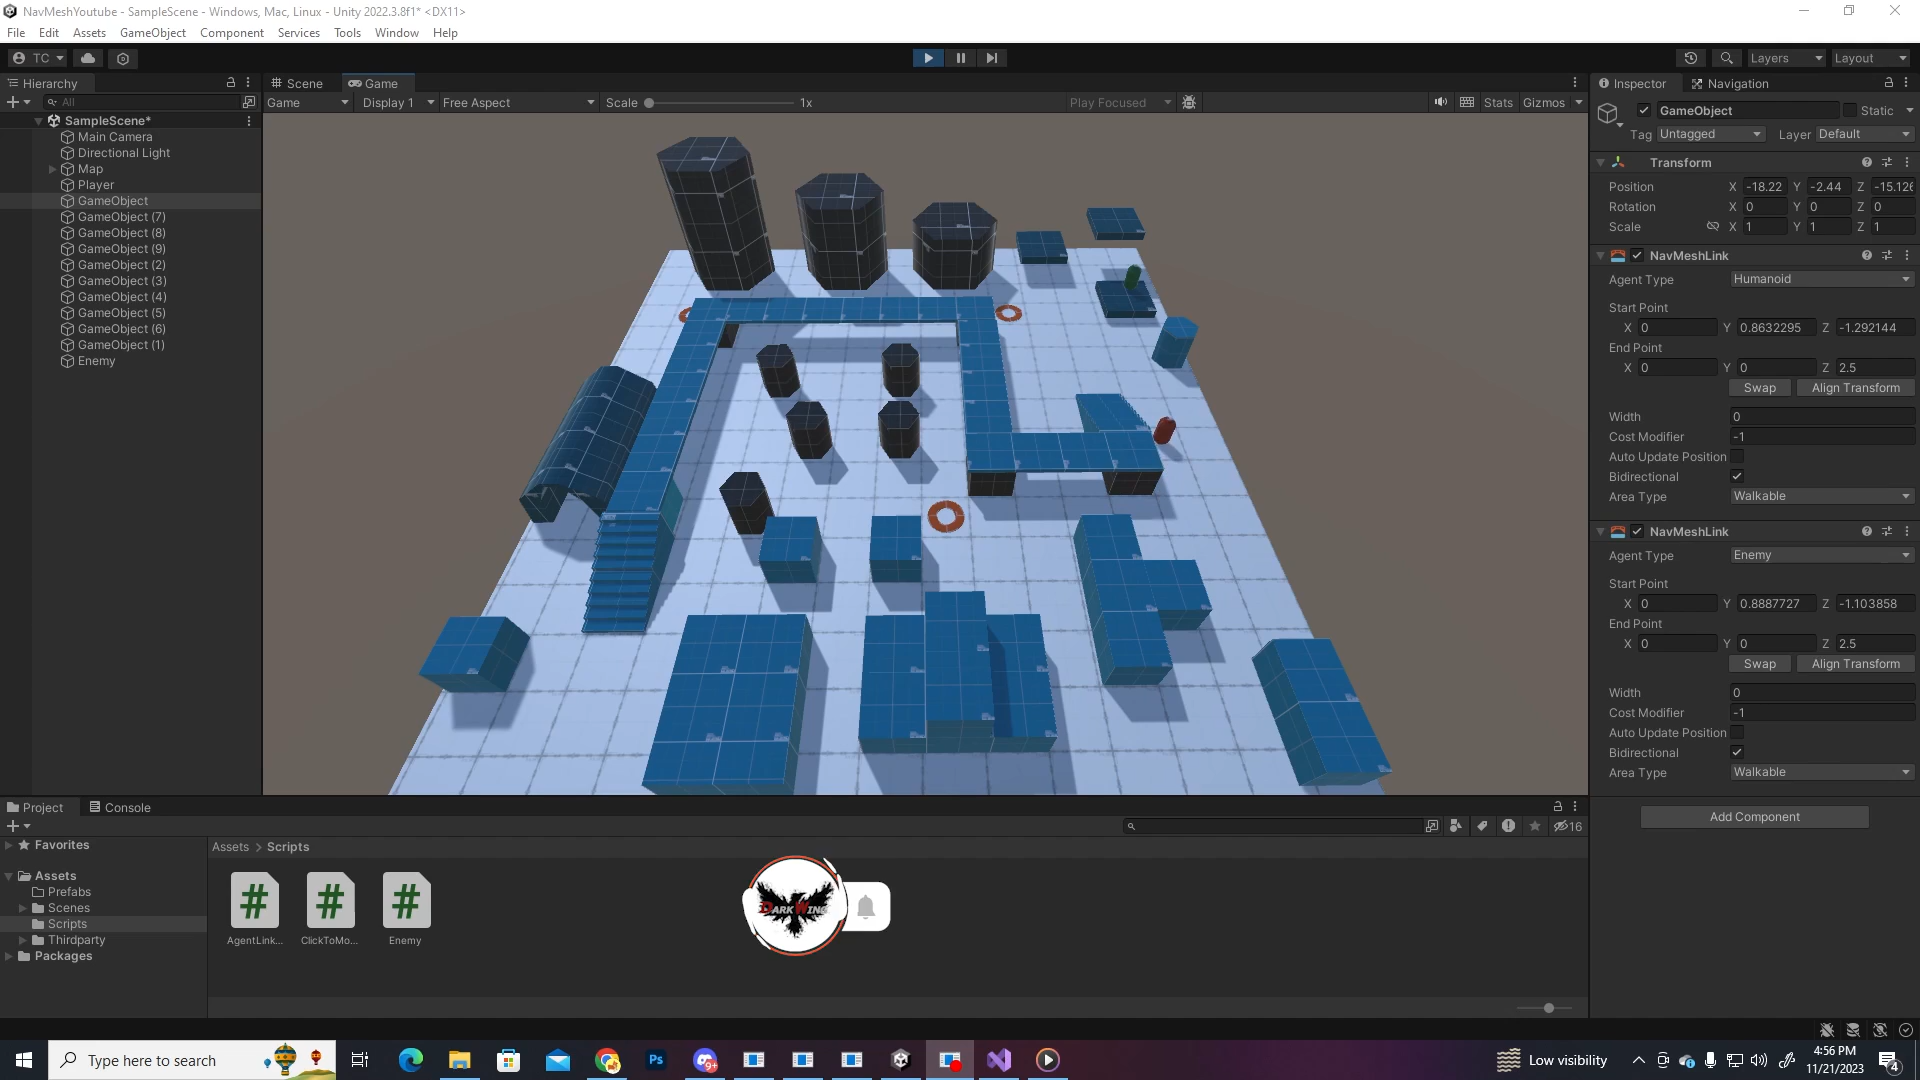 NavMeshYoutube - SampleScene - Windows, Mac, Linux - Unity 2022.3.8f1* <DX11>
File Edit Assets GameObject Component Services Tools Window Help
TC
Layers
Layout
Hierarchy
All
SampleScene*
Main Camera
Directional Light
Map
Player
GameObject
GameObject (7)
GameObject (8)
GameObject (9)
GameObject (2)
GameObject (3)
GameObject (4)
GameObject (5)
GameObject (6)
GameObject (1)
Enemy
Scene Game
Game Display 1 Free Aspect Scale 1x Play Focused Stats Gizmos
Inspector Navigation
GameObject Static
Tag Untagged Layer Default
Transform
Position X -18.22 Y -2.44 Z -15.126
Rotation X 0 Y 0 Z 0
Scale X 1 Y 1 Z 1
NavMeshLink
Agent Type Humanoid
Start Point
X 0 Y 0.8632295 Z -1.292144
End Point
X 0 Y 0 Z 2.5
Swap Align Transform
Width 0
Cost Modifier -1
Auto Update Position
Bidirectional
Area Type Walkable
NavMeshLink
Agent Type Enemy
Start Point
X 0 Y 0.8887727 Z -1.103858
End Point
X 0 Y 0 Z 2.5
Swap Align Transform
Width 0
Cost Modifier -1
Auto Update Position
Bidirectional
Area Type Walkable
Add Component
Project Console
16
Favorites
Assets
Prefabs
Scenes
Scripts
Thirdparty
Packages
Assets > Scripts
AgentLink... ClickToMo... Enemy
DARKWING
Type here to search
Ps
9+
Low visibility
4:56 PM
11/21/2023
4